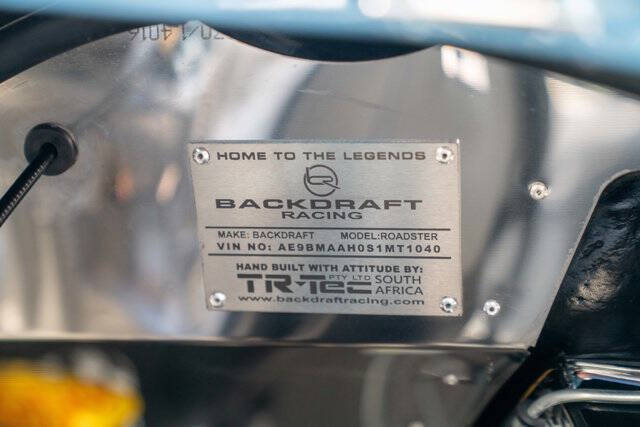 HOME TO THE LEGENDS
BACKDRAFT
RACING
MAKE: BACKDRAFT MODEL:ROADSTER
VIN NO: AE9BMAAH0S1MT1040
HAND BUILT WITH ATTITUDE BY:
TR-Tec PTY LTD SOUTH AFRICA
www.backdraftracing.com